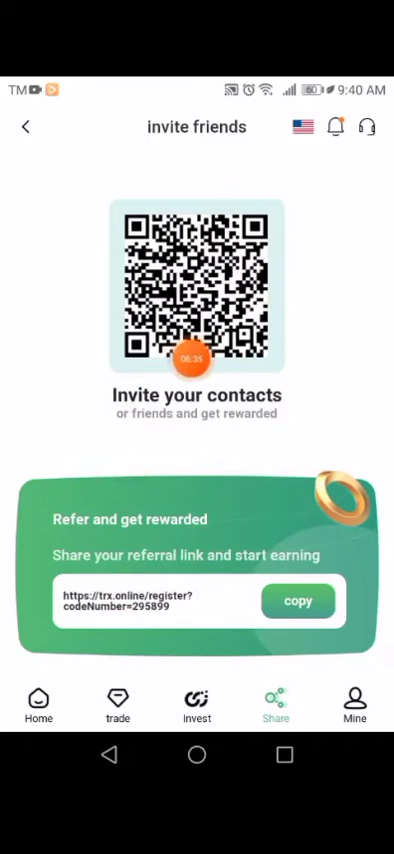 TM
60
9:40 AM
invite friends
06:35
Invite your contacts
or friends and get rewarded
Refer and get rewarded
Share your referral link and start earning
https://trx.online/register?
codeNumber=295899
copy
Home
trade
Invest
Share
Mine